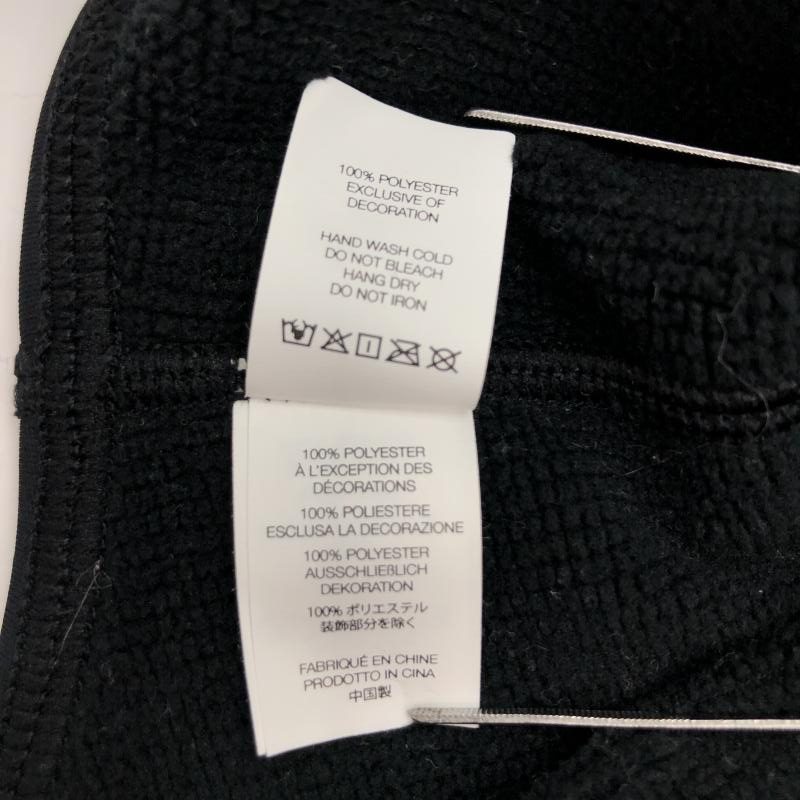 100% POLYESTER
EXCLUSIVE OF
DECORATION
HAND WASH COLD
DO NOT BLEACH
HANG DRY
DO NOT IRON
100% POLYESTER
À L'EXCEPTION DES
DÉCORATIONS
100% POLIESTERE
ESCLUSA LA DECORAZIONE
100% POLYESTER
AUSSCHLIEßLICH
DEKORATION
100% ポリエステル
装飾部分を除く
FABRIQUÉ EN CHINE
PRODOTTO IN CINA
中国製